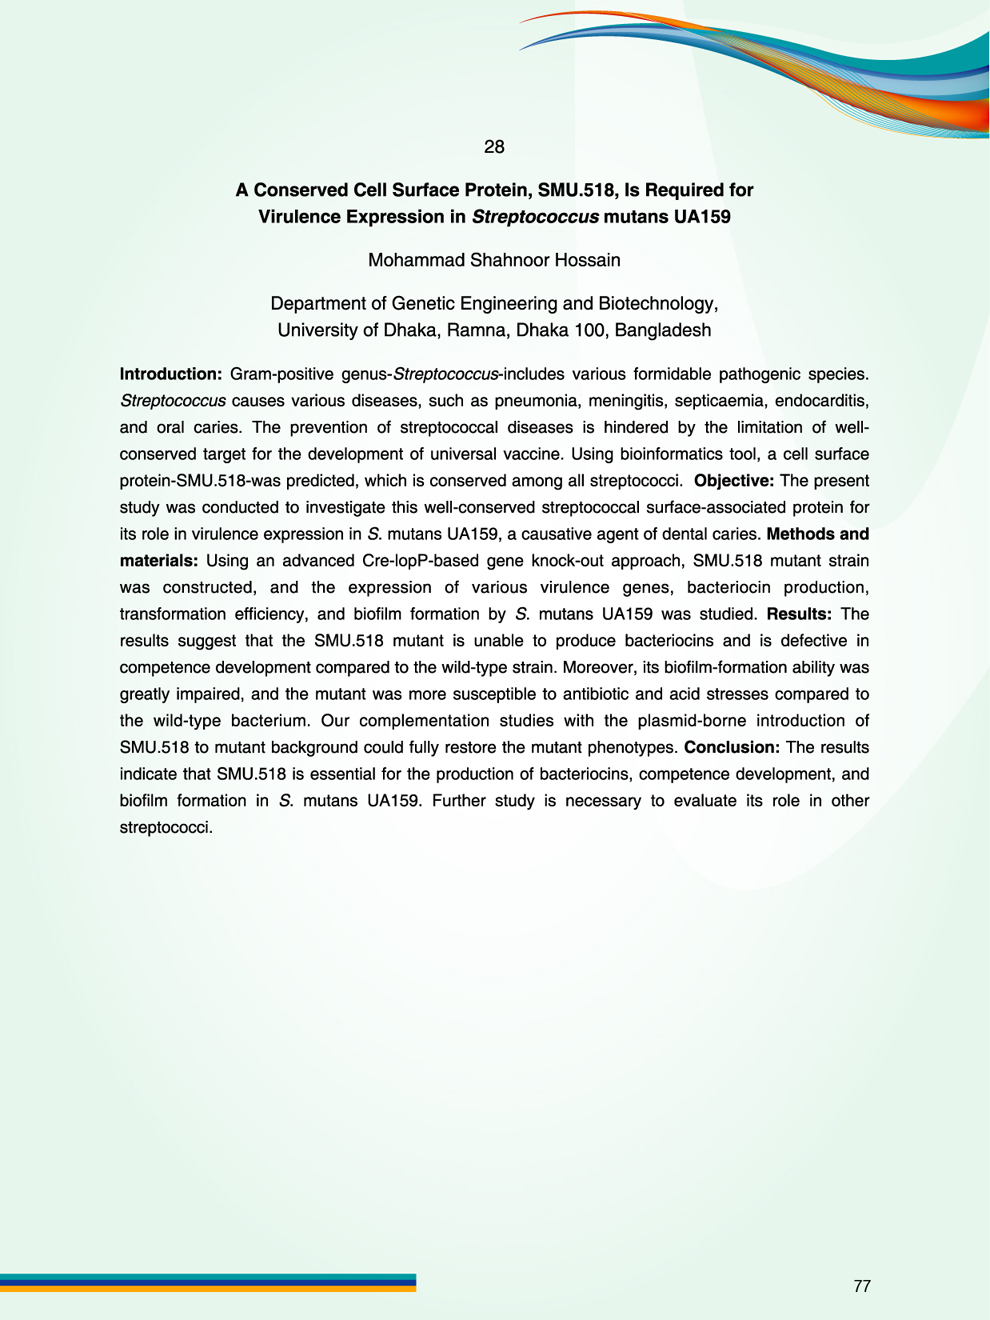 28
A Conserved Cell Surface Protein, SMU.518, Is Required for
Virulence Expression in Streptococcus mutans UA159
Mohammad Shahnoor Hossain
Department of Genetic Engineering and Biotechnology,
University of Dhaka, Ramna, Dhaka 100, Bangladesh
Introduction: Gram-positive genus-Streptococcus-includes various formidable pathogenic species.
Streptococcus causes various diseases, such as pneumonia, meningitis, septicaemia, endocarditis,
and oral caries. The prevention of streptococcal diseases is hindered by the limitation of well-
conserved target for the development of universal vaccine. Using bioinformatics tool, a cell surface
protein-SMU.518-was predicted, which is conserved among all streptococci. Objective: The present
study was conducted to investigate this well-conserved streptococcal surface-associated protein for
its role in virulence expression in S. mutans UA159, a causative agent of dental caries. Methods and
materials: Using an advanced Cre-lopP-based gene knock-out approach, SMU.518 mutant strain
was constructed, and the expression of various virulence genes, bacteriocin production,
transformation efficiency, and biofilm formation by S. mutans UA159 was studied. Results: The
results suggest that the SMU.518 mutant is unable to produce bacteriocins and is defective in
competence development compared to the wild-type strain. Moreover, its biofilm-formation ability was
greatly impaired, and the mutant was more susceptible to antibiotic and acid stresses compared to
the wild-type bacterium. Our complementation studies with the plasmid-borne introduction of
SMU.518 to mutant background could fully restore the mutant phenotypes. Conclusion: The results
indicate that SMU.518 is essential for the production of bacteriocins, competence development, and
biofilm formation in S. mutans UA159. Further study is necessary to evaluate its role in other
streptococci.
77